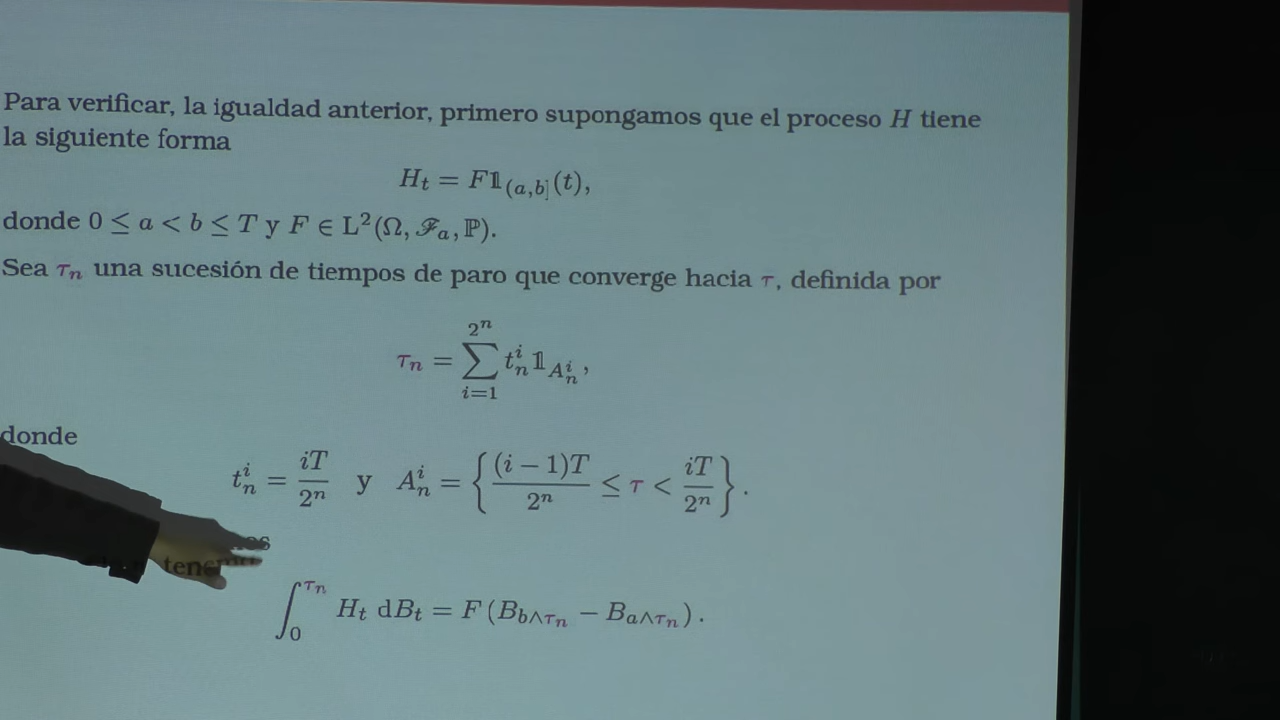 Para verificar, la igualdad anterior, primero supongamos que el proceso H tiene
la siguiente forma
H_t = F𝟙_{(a,b]}(t),
donde 0 ≤ a < b ≤ T y F ∈ L²(Ω, ℱ_a, ℙ).
Sea τ_n una sucesión de tiempos de paro que converge hacia τ, definida por
τ_n = ∑_{i=1}^{2^n} t_n^i 𝟙_{A_n^i},
donde
t_n^i = iT/2^n y A_n^i = { (i − 1)T/2^n ≤ τ < iT/2^n }.
∫_0^{τ_n} H_t dB_t = F (B_{b∧τ_n} − B_{a∧τ_n}).